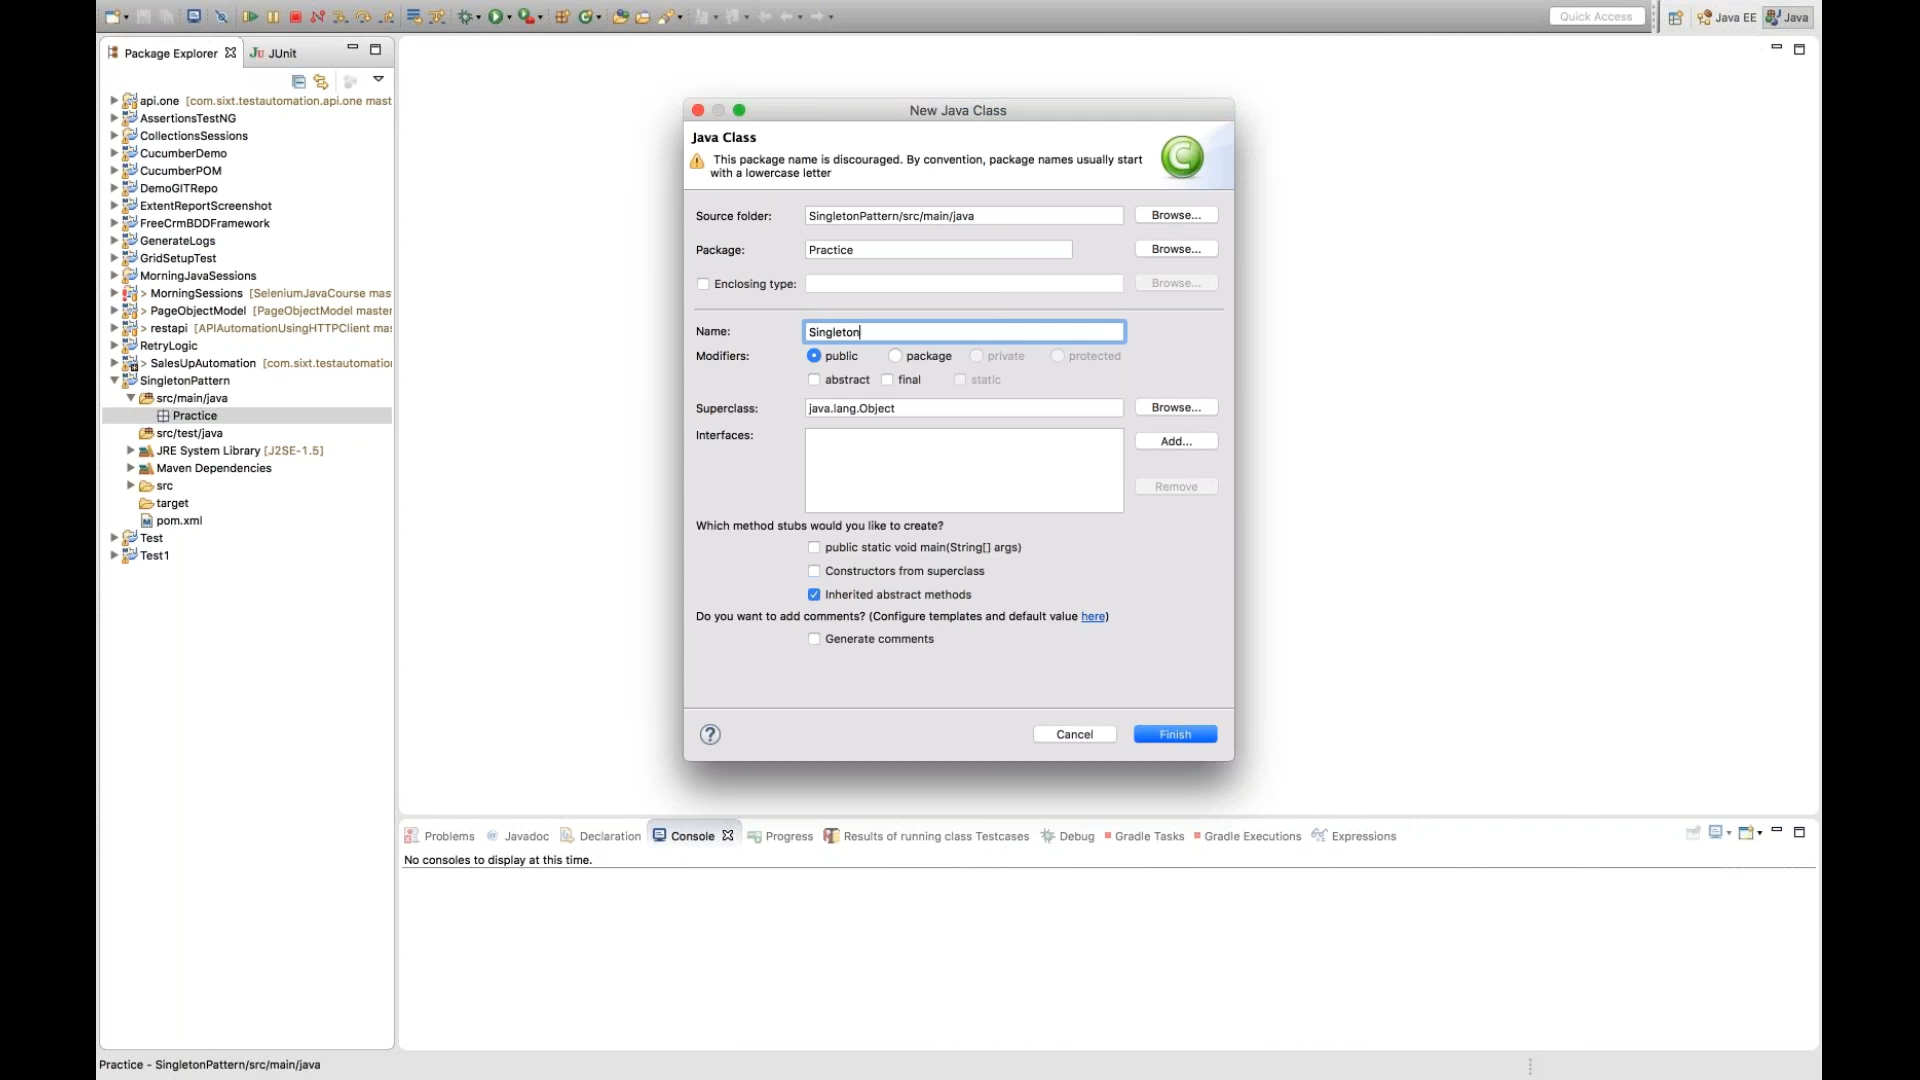 Quick Access
Java EE
Java
Package Explorer
JUnit
api.one [com.sixt.testautomation.api.one mast
AssertionsTestNG
CollectionsSessions
CucumberDemo
CucumberPOM
DemoGITRepo
ExtentReportScreenshot
FreeCrmBDDFramework
GenerateLogs
GridSetupTest
MorningJavaSessions
> MorningSessions [SeleniumJavaCourse mas
> PageObjectModel [PageObjectModel master
> restapi [APIAutomationUsingHTTPClient mas
RetryLogic
> SalesUpAutomation [com.sixt.testautomation
SingletonPattern
src/main/java
Practice
src/test/java
JRE System Library [J2SE-1.5]
Maven Dependencies
src
target
pom.xml
Test
Test1
New Java Class
Java Class
This package name is discouraged. By convention, package names usually start
with a lowercase letter
Source folder: SingletonPattern/src/main/java Browse...
Package: Practice Browse...
Enclosing type: Browse...
Name: Singleton
Modifiers: public package private protected
abstract final static
Superclass: java.lang.Object Browse...
Interfaces: Add...
Remove
Which method stubs would you like to create?
public static void main(String[] args)
Constructors from superclass
Inherited abstract methods
Do you want to add comments? (Configure templates and default value here)
Generate comments
? Cancel Finish
Problems @ Javadoc Declaration Console Progress Results of running class Testcases Debug Gradle Tasks Gradle Executions Expressions
No consoles to display at this time.
Practice - SingletonPattern/src/main/java